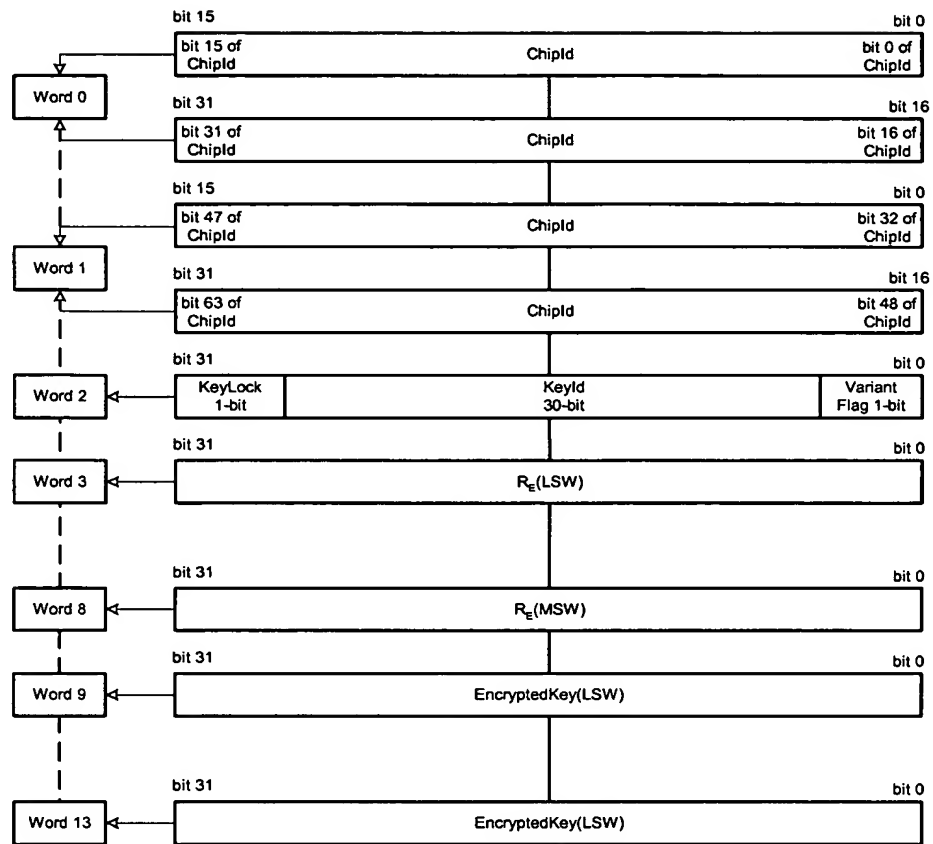 bit 15 bit 0
bit 15 of ChipId bit 0 of
ChipId ChipId
Word 0
bit 31 bit 16
bit 31 of ChipId bit 16 of
ChipId ChipId
bit 15 bit 0
bit 47 of ChipId bit 32 of
ChipId ChipId
Word 1
bit 31 bit 16
bit 63 of ChipId bit 48 of
ChipId ChipId
bit 31 bit 0
Word 2 KeyLock KeyId Variant
1-bit 30-bit Flag 1-bit
bit 31 bit 0
Word 3 RE(LSW)
bit 31 bit 0
Word 8 RE(MSW)
bit 31 bit 0
Word 9 EncryptedKey(LSW)
bit 31 bit 0
Word 13 EncryptedKey(LSW)